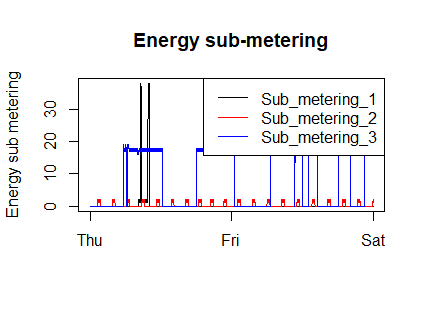 Energy sub-metering
Energy sub metering
30
20
10
0
Sub_metering_1
Sub_metering_2
Sub_metering_3
Thu Fri Sat